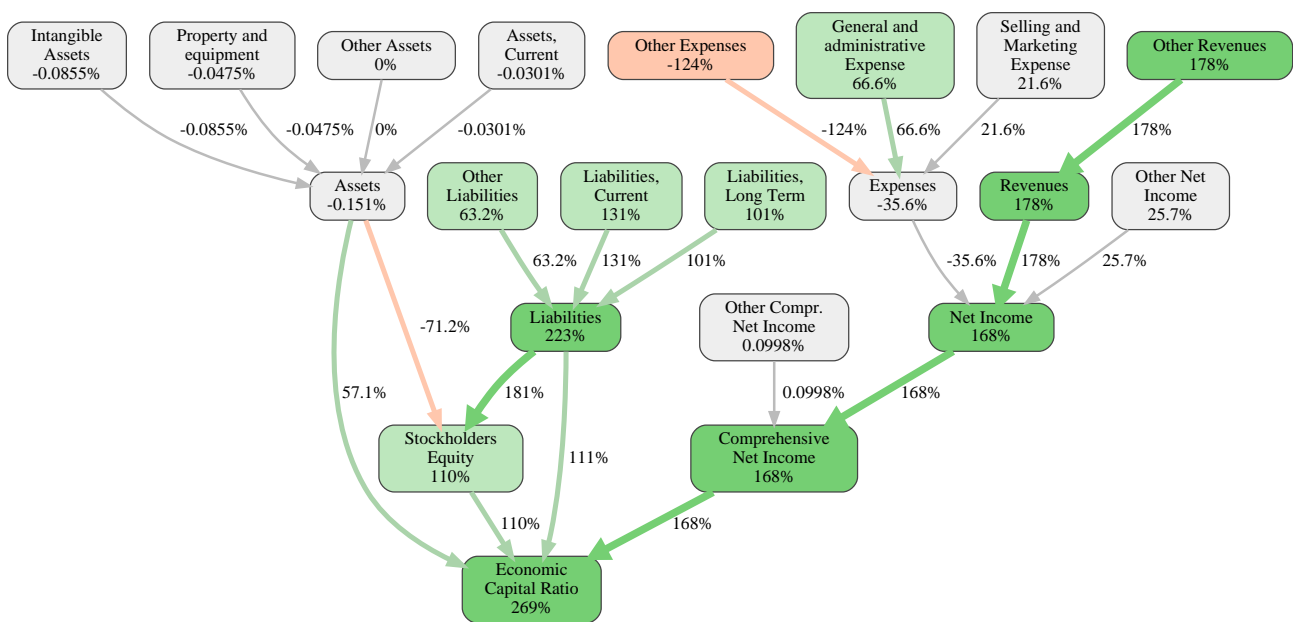 Intangible
Assets
-0.0855%
Property and
equipment
-0.0475%
Other Assets
0%
Assets,
Current
-0.0301%
Other Expenses
-124%
General and
administrative
Expense
66.6%
Selling and
Marketing
Expense
21.6%
Other Revenues
178%
-0.0855%
-0.0475%
0%
-0.0301%
-124%
66.6%
21.6%
178%
Assets
-0.151%
Other
Liabilities
63.2%
Liabilities,
Current
131%
Liabilities,
Long Term
101%
Expenses
-35.6%
Revenues
178%
Other Net
Income
25.7%
63.2%
131%
101%
-35.6%
178%
25.7%
Liabilities
223%
Other Compr.
Net Income
0.0998%
Net Income
168%
-71.2%
57.1%
181%
0.0998%
168%
Stockholders
Equity
110%
111%
Comprehensive
Net Income
168%
110%
168%
Economic
Capital Ratio
269%